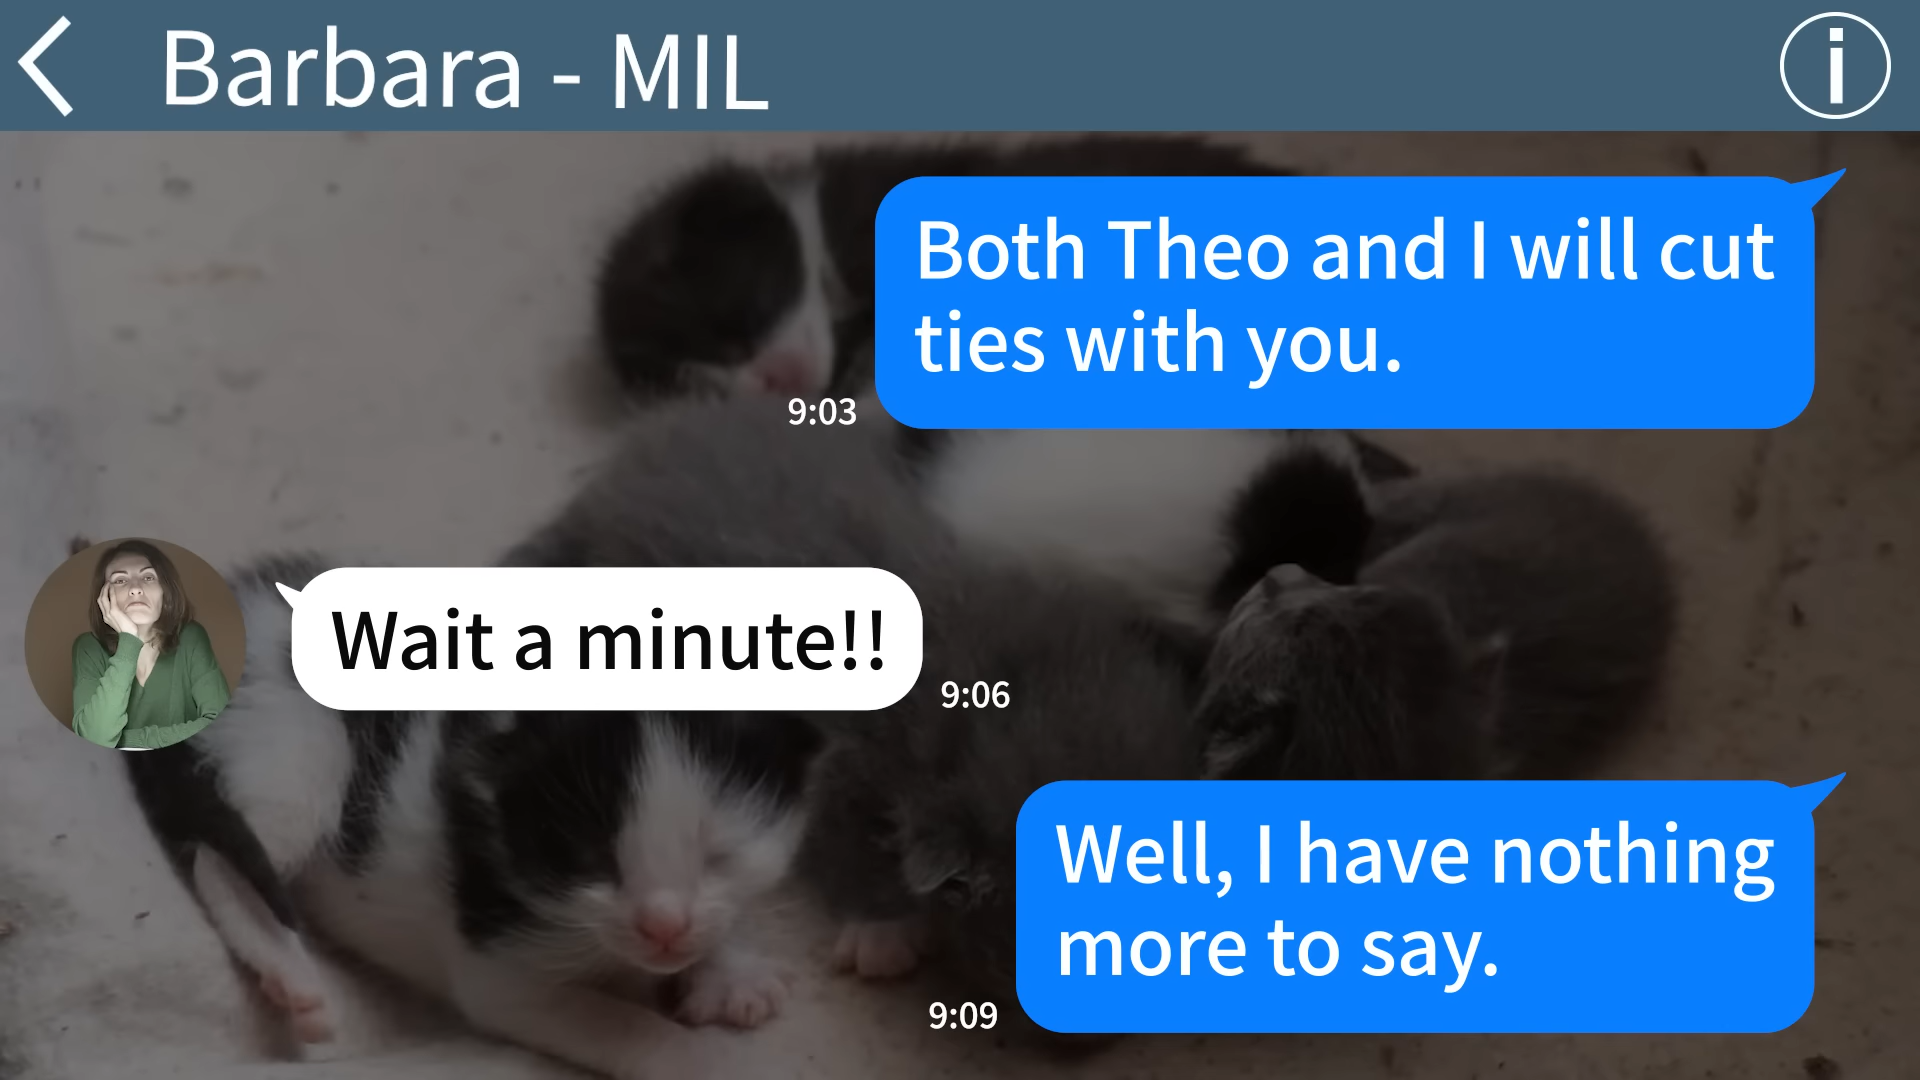 Barbara - MIL
Both Theo and I will cut
ties with you.
9:03
Wait a minute!!
9:06
Well, I have nothing
more to say.
9:09